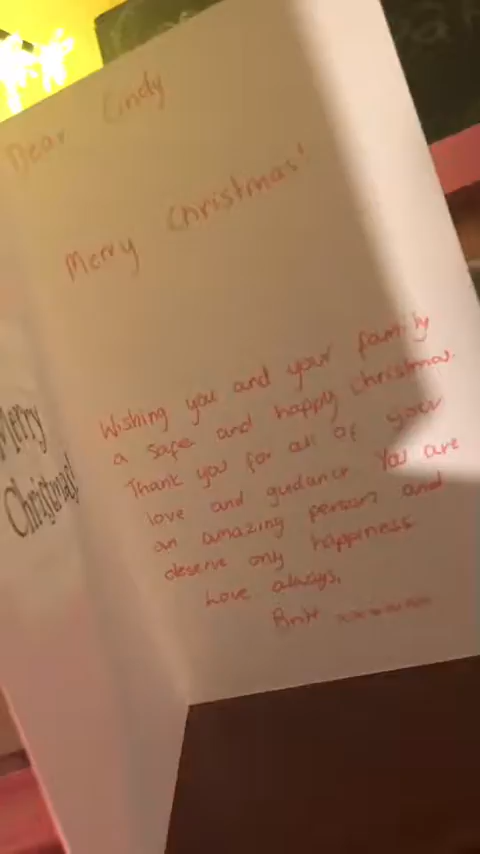 Dear Cindy
Merry Christmas!
Wishing you and your family
a safe and happy Christmas.
Thank you for all of your
love and guidance. You are
an amazing person and
deserve only happiness.
Love always,
xxxxxxx
Merry
Christmas!